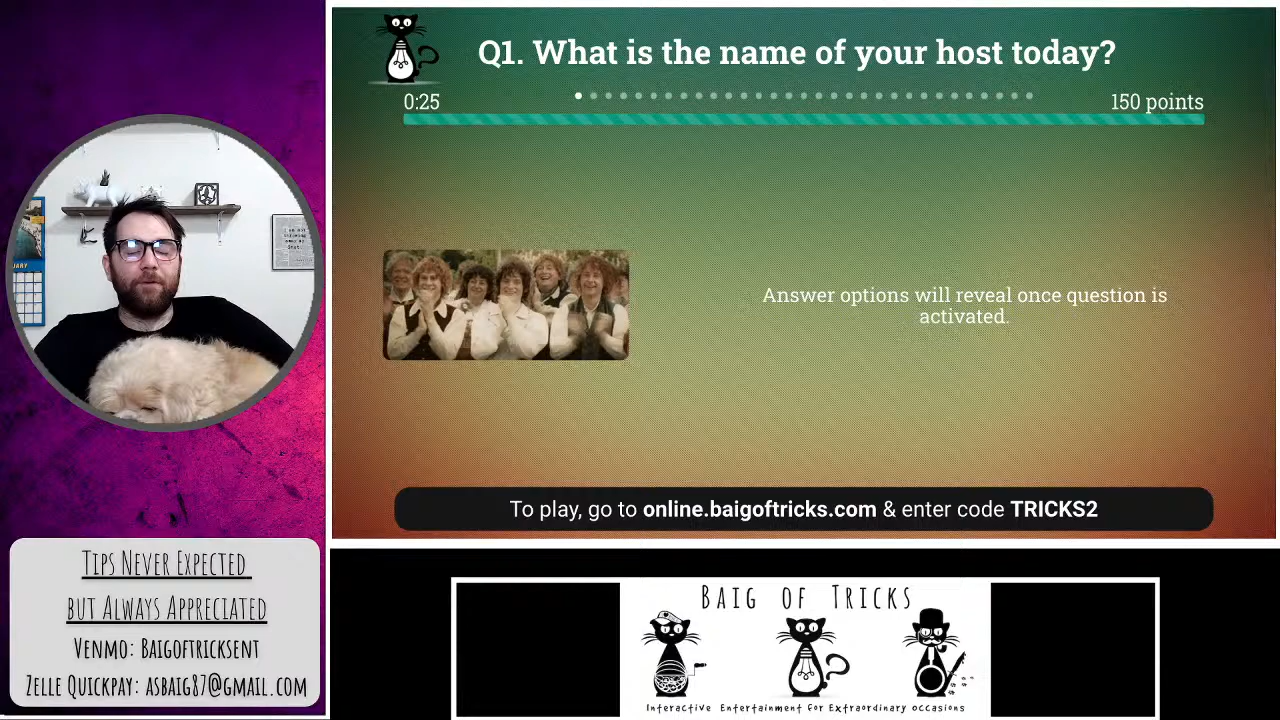 Q1. What is the name of your host today?
0:25
150 points
Answer options will reveal once question is
activated.
To play, go to online.baigoftricks.com & enter code TRICKS2
UARY
Tips Never Expected
but Always Appreciated
Venmo: Baigoftricksent
Zelle Quickpay: asbaig87@gmail.com
Baig of Tricks
Interactive Entertainment for Extraordinary occasions